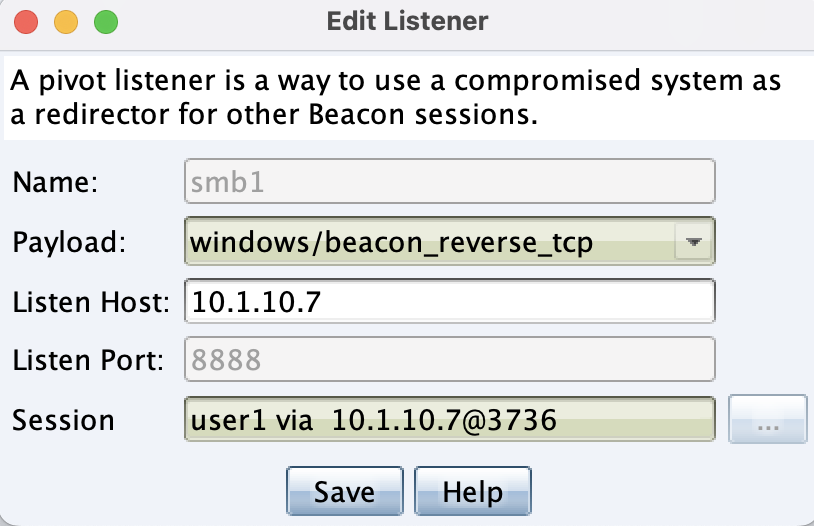 Edit Listener
A pivot listener is a way to use a compromised system as
a redirector for other Beacon sessions.
Name: smb1
Payload: windows/beacon_reverse_tcp
Listen Host: 10.1.10.7
Listen Port: 8888
Session user1 via  10.1.10.7@3736 ...
Save Help